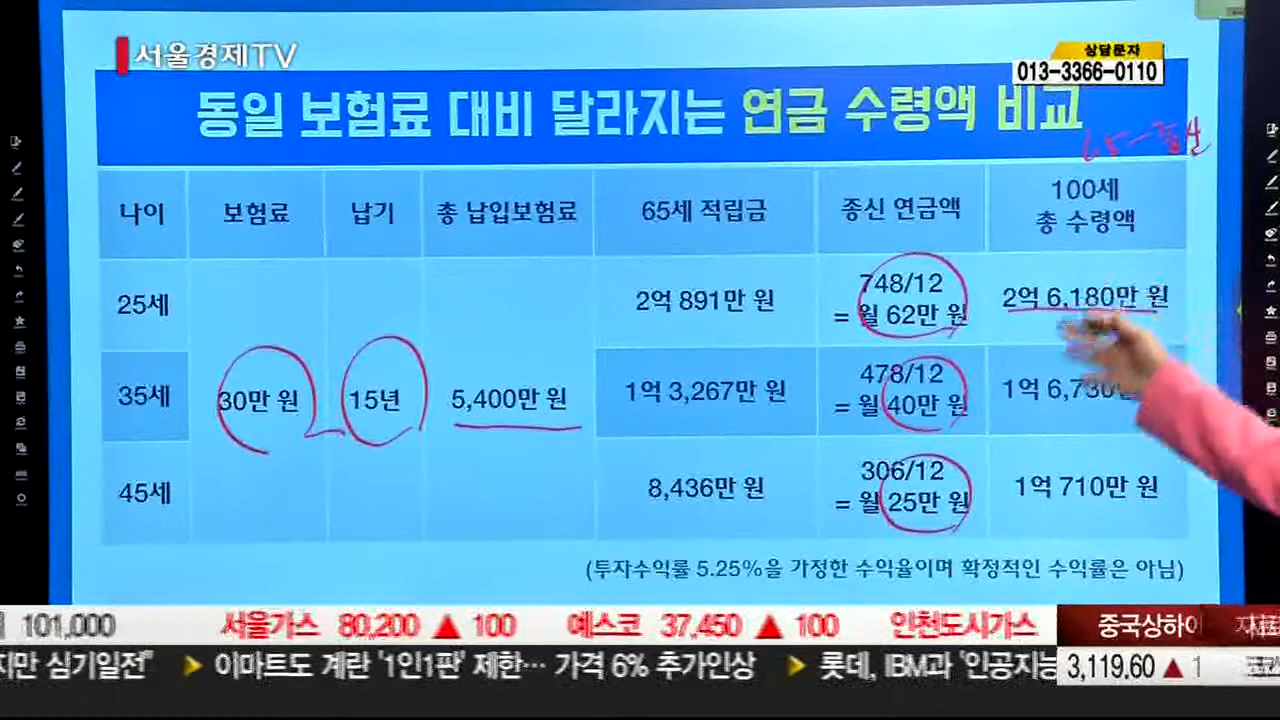 서울경제TV
상담문자
013-3366-0110
동일 보험료 대비 달라지는 연금 수령액 비교
나이
보험료
납기
총 납입보험료
65세 적립금
종신 연금액
100세
총 수령액
25세
2억 891만 원
748/12
= 월 62만 원
2억 6,180만 원
35세
30만 원
15년
5,400만 원
1억 3,267만 원
478/12
= 월 40만 원
1억 6,730
45세
8,436만 원
306/12
= 월 25만 원
1억 710만 원
(투자수익률 5.25%을 가정한 수익율이며 확정적인 수익률은 아님)
101,000 서울가스 80,200 ▲ 100 예스코 37,450 ▲ 100 인천도시가스
중국상하이
지만 심기일전" 이마트도 계란 '1인1판' 제한… 가격 6% 추가인상 롯데, IBM과 '인공지능
3,119.60 ▲ 1